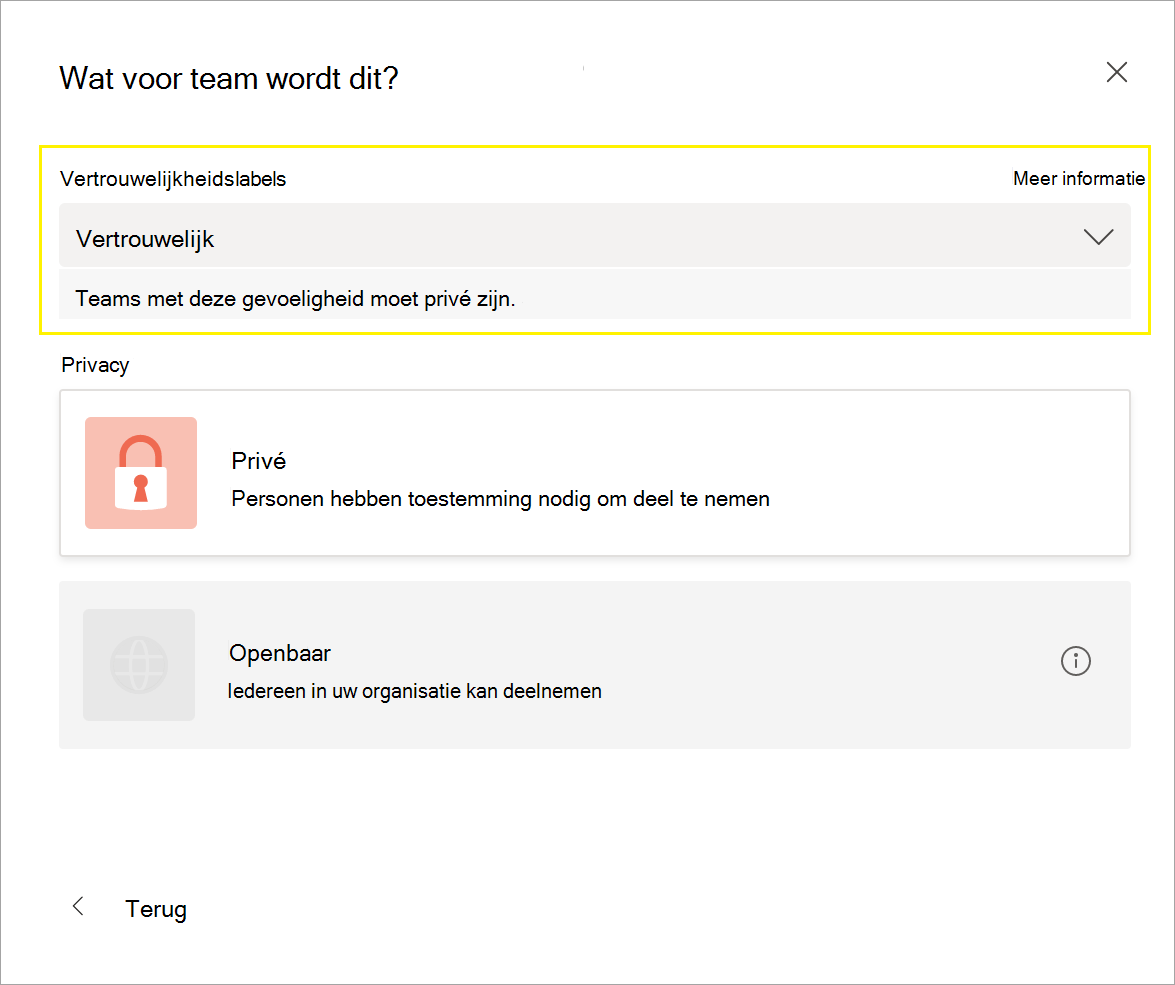 Wat voor team wordt dit?
Vertrouwelijkheidslabels
Meer informatie
Vertrouwelijk
Teams met deze gevoeligheid moet privé zijn.
Privacy
Privé
Personen hebben toestemming nodig om deel te nemen
Openbaar
Iedereen in uw organisatie kan deelnemen
Terug